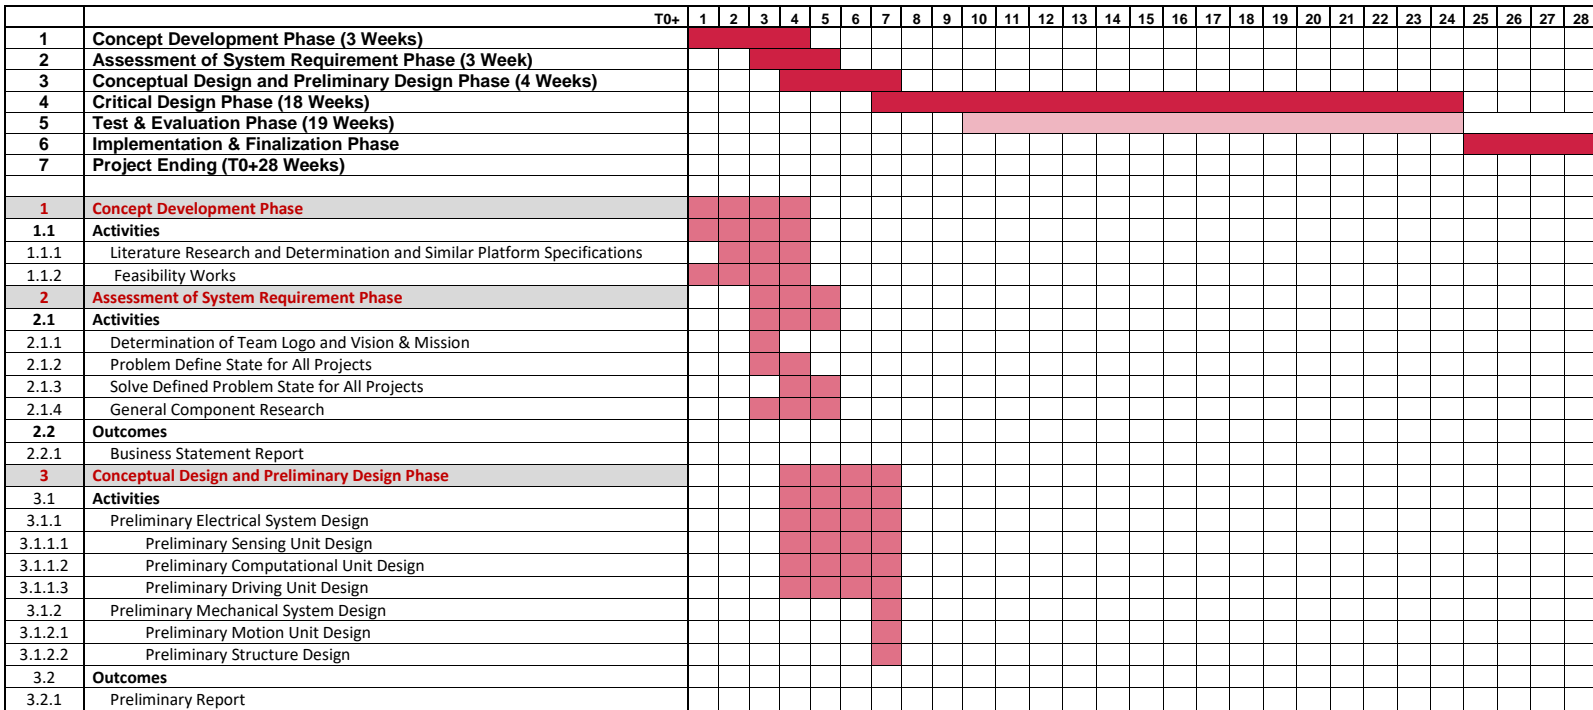 T0+ 1 2 3 4 5 6 7 8 9 10 11 12 13 14 15 16 17 18 19 20 21 22 23 24 25 26 27 28
1 Concept Development Phase (3 Weeks)
2 Assessment of System Requirement Phase (3 Week)
3 Conceptual Design and Preliminary Design Phase (4 Weeks)
4 Critical Design Phase (18 Weeks)
5 Test & Evaluation Phase (19 Weeks)
6 Implementation & Finalization Phase
7 Project Ending (T0+28 Weeks)
1 Concept Development Phase
1.1 Activities
1.1.1 Literature Research and Determination and Similar Platform Specifications
1.1.2 Feasibility Works
2 Assessment of System Requirement Phase
2.1 Activities
2.1.1 Determination of Team Logo and Vision & Mission
2.1.2 Problem Define State for All Projects
2.1.3 Solve Defined Problem State for All Projects
2.1.4 General Component Research
2.2 Outcomes
2.2.1 Business Statement Report
3 Conceptual Design and Preliminary Design Phase
3.1 Activities
3.1.1 Preliminary Electrical System Design
3.1.1.1 Preliminary Sensing Unit Design
3.1.1.2 Preliminary Computational Unit Design
3.1.1.3 Preliminary Driving Unit Design
3.1.2 Preliminary Mechanical System Design
3.1.2.1 Preliminary Motion Unit Design
3.1.2.2 Preliminary Structure Design
3.2 Outcomes
3.2.1 Preliminary Report